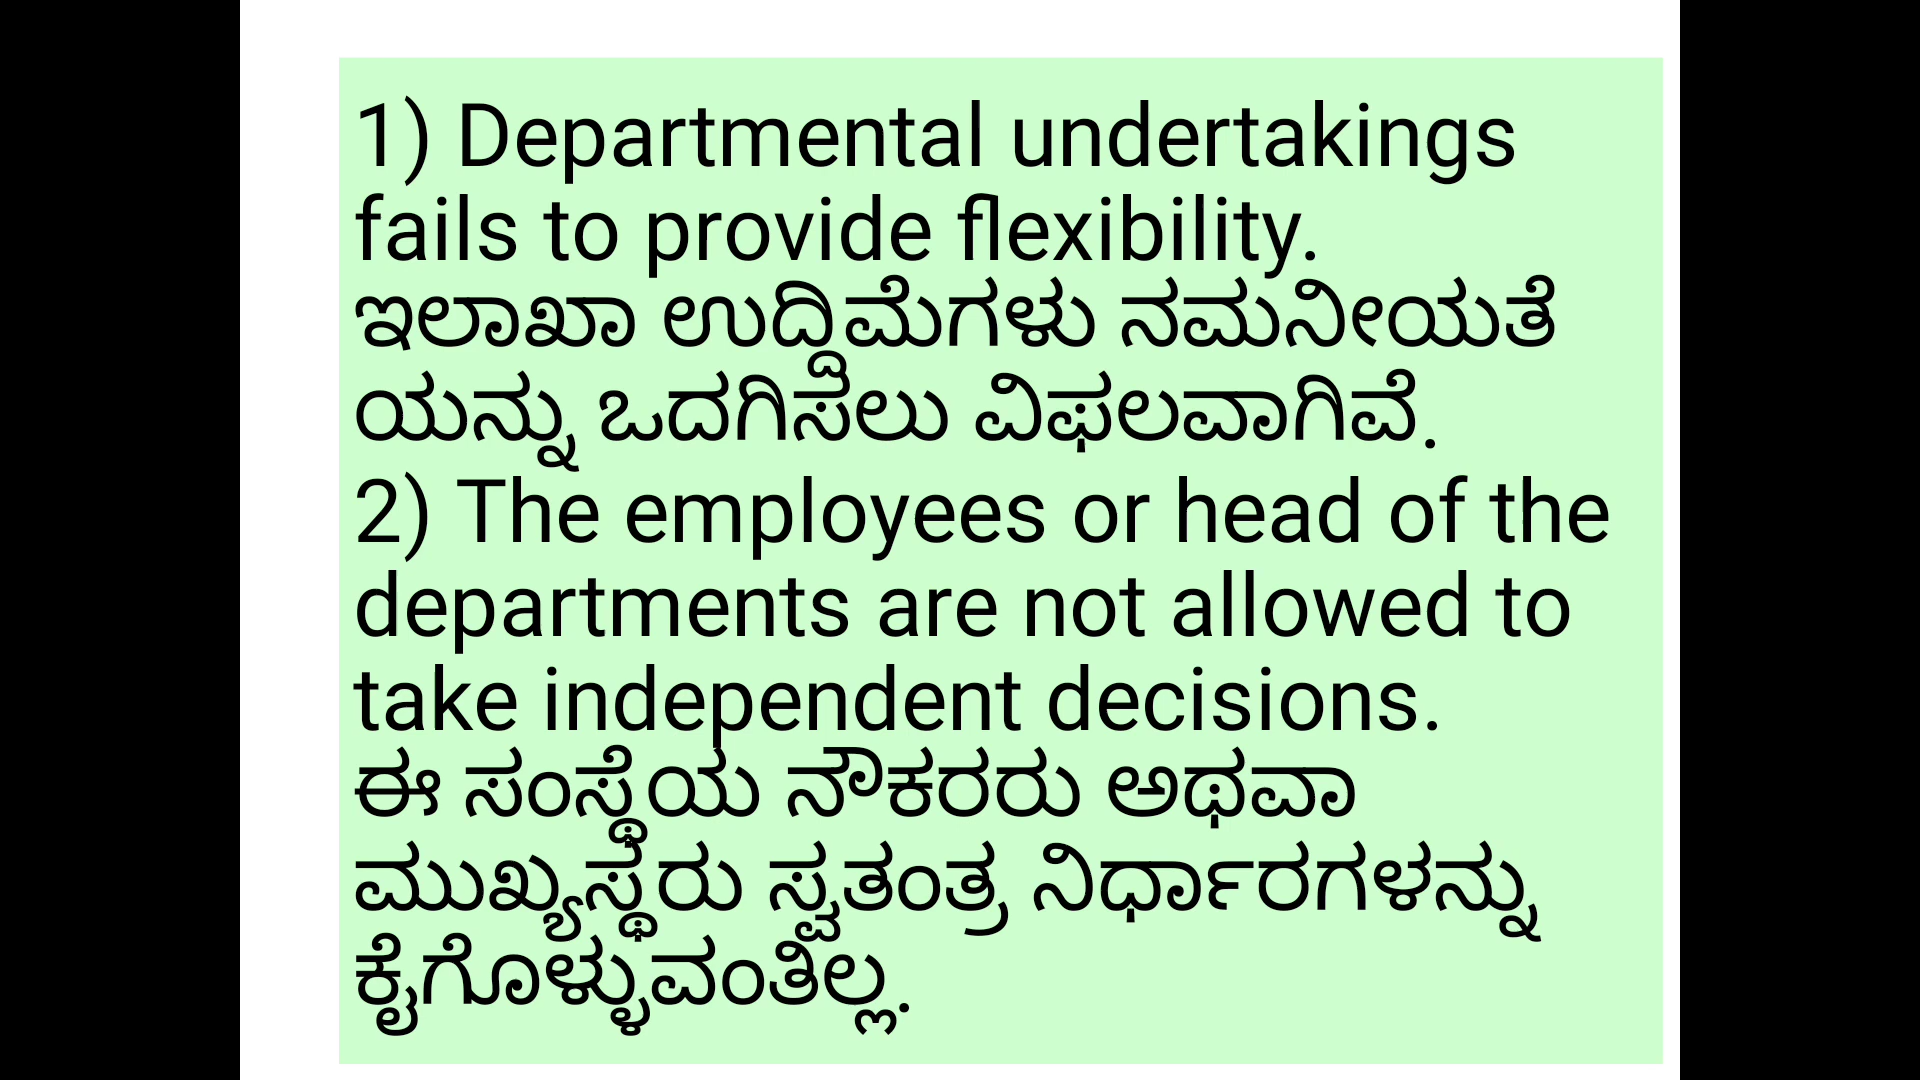 1) Departmental undertakings
fails to provide flexibility.
ಇಲಾಖಾ ಉದ್ದಿಮೆಗಳು ನಮನೀಯತೆ
ಯನ್ನು ಒದಗಿಸಲು ವಿಫಲವಾಗಿವೆ.
2) The employees or head of the
departments are not allowed to
take independent decisions.
ಈ ಸಂಸ್ಥೆಯ ನೌಕರರು ಅಥವಾ
ಮುಖ್ಯಸ್ಥರು ಸ್ವತಂತ್ರ ನಿರ್ಧಾರಗಳನ್ನು
ಕೈಗೊಳ್ಳುವಂತಿಲ್ಲ.